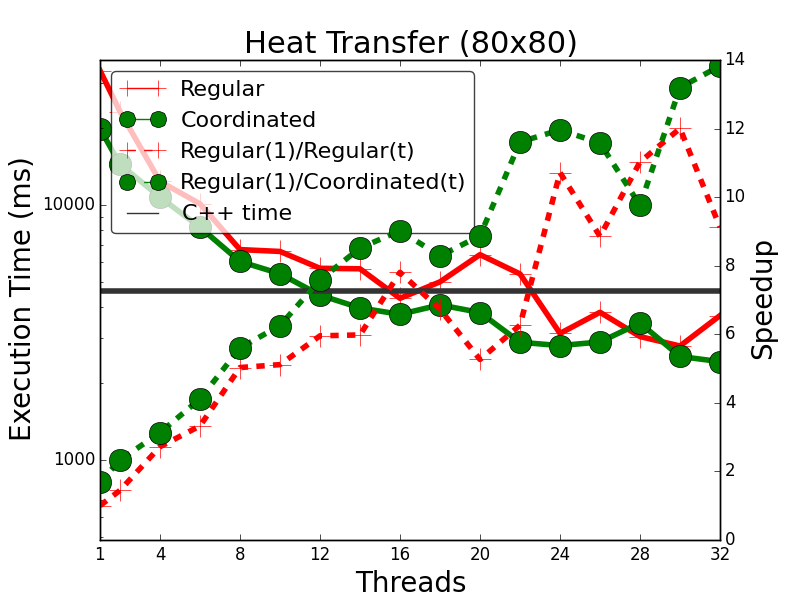 Heat Transfer (80x80)
Regular
Coordinated
Regular(1)/Regular(t)
Regular(1)/Coordinated(t)
C++ time
Execution Time (ms)
10000
1000
Speedup
14
12
10
8
6
4
2
0
1 4 8 12 16 20 24 28 32
Threads